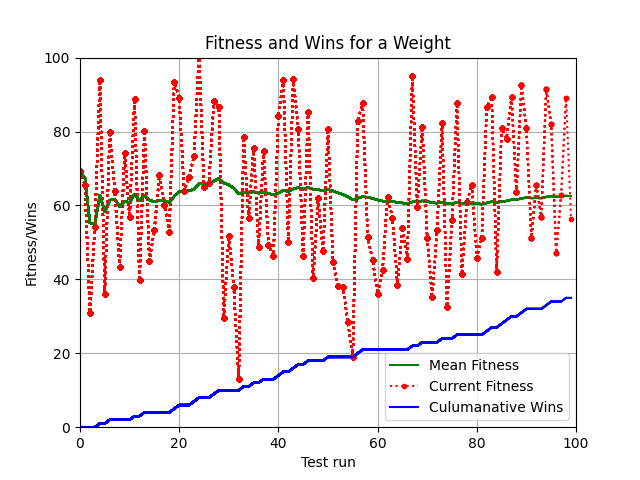 Fitness and Wins for a Weight
100
80
60
40
20
0
Fitness/Wins
0 20 40 60 80 100
Test run
Mean Fitness
Current Fitness
Culumanative Wins